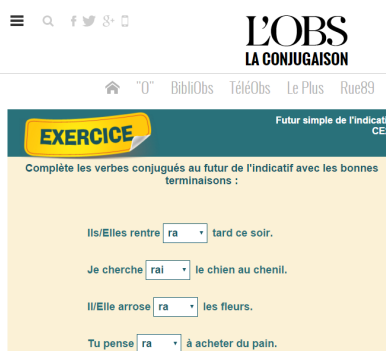 L'OBS
LA CONJUGAISON
"O" BibliObs TéléObs Le Plus Rue89
EXERCICE
Futur simple de l'indicati
CE
Complète les verbes conjugués au futur de l'indicatif avec les bonnes
terminaisons :
Ils/Elles rentre ra tard ce soir.
Je cherche rai le chien au chenil.
Il/Elle arrose ra les fleurs.
Tu pense ra à acheter du pain.